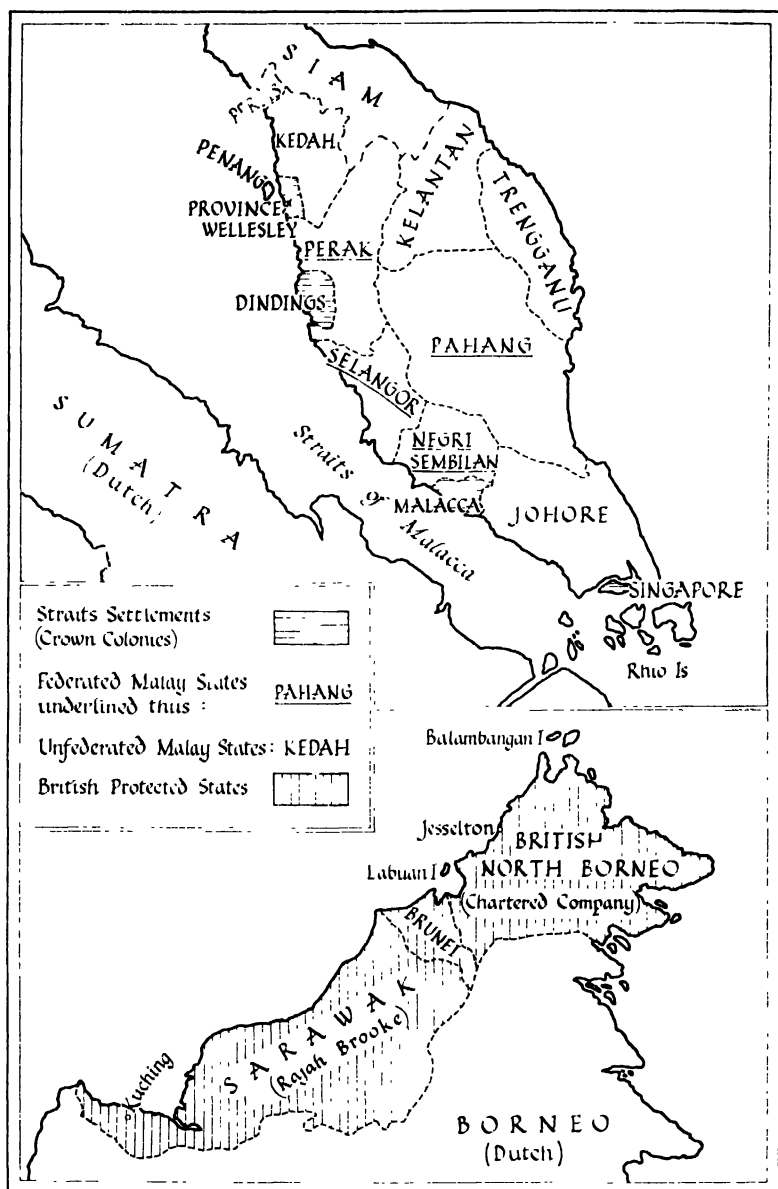 SIAM
PERLIS
KEDAH
PENANG
PROVINCE
WELLESLEY
KELANTAN
TRENGGANU
PERAK
DINDINGS
PAHANG
SELANGOR
NEGRI
SEMBILAN
MALACCA
JOHORE
SUMATRA
(Dutch)
Straits of Malacca
SINGAPORE
Rhio Is
Straits Settlements
(Crown Colonies)
Federated Malay States
underlined thus :
PAHANG
Unfederated Malay States: KEDAH
British Protected States
Balambangan I
Jesselton
Labuan I
BRITISH
NORTH BORNEO
(Chartered Company)
BRUNEI
SARAWAK
(Rajah Brooke)
Kuching
BORNEO
(Dutch)